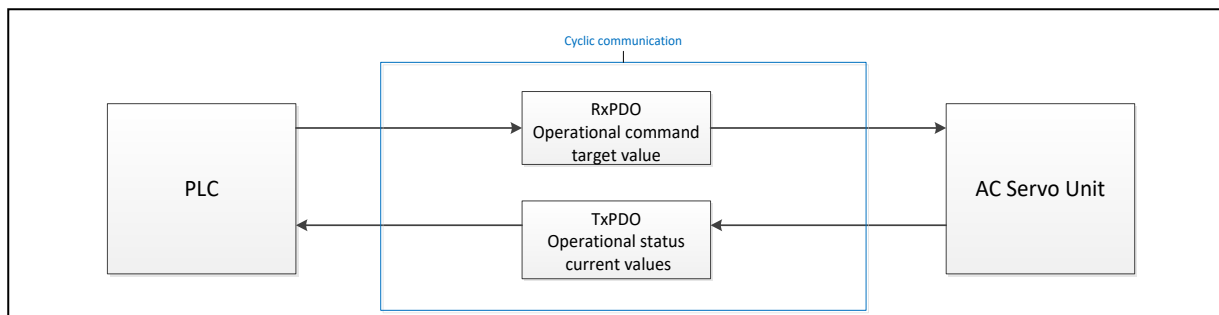 Cyclic communication
PLC
RxPDO
Operational command
target value
TxPDO
Operational status
current values
AC Servo Unit